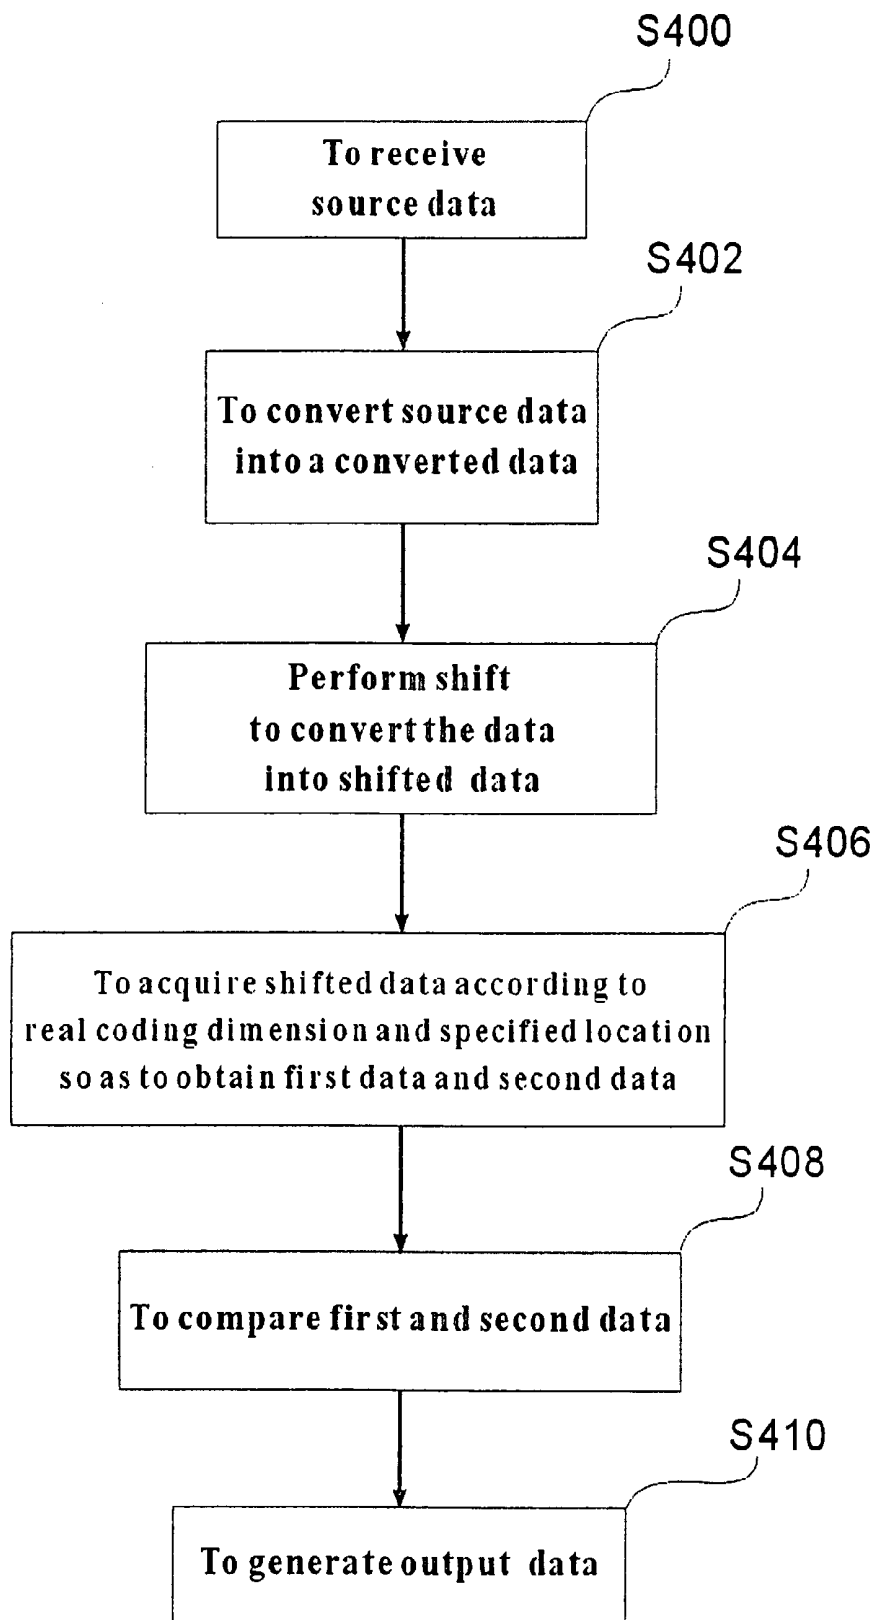 S400
To receive
source data
S402
To convert source data
into a converted data
S404
Perform shift
to convert the data
into shifted data
S406
To acquire shifted data according to
real coding dimension and specified location
so as to obtain first data and second data
S408
To compare first and second data
S410
To generate output data